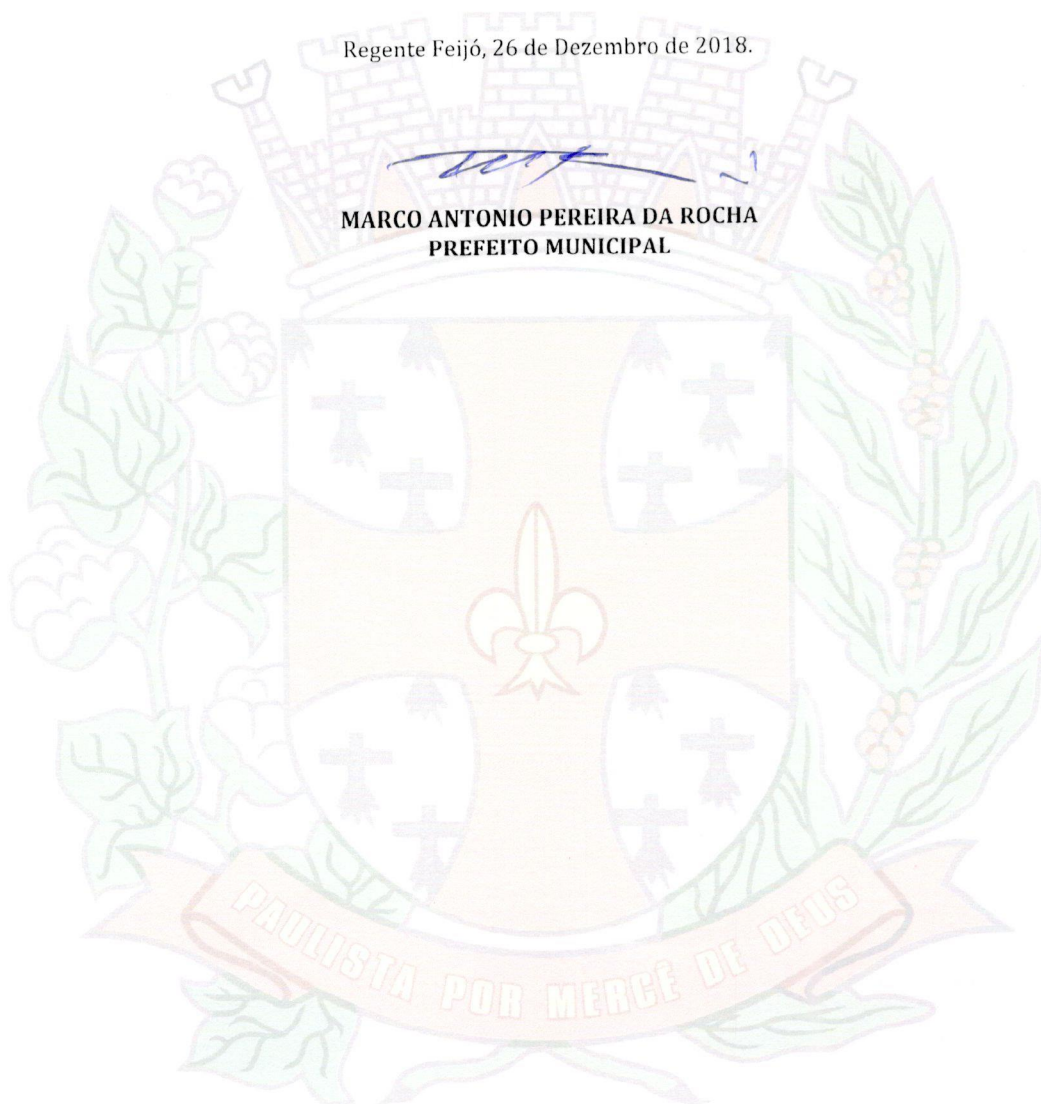 Regente Feijó, 26 de Dezembro de 2018.
MARCO ANTONIO PEREIRA DA ROCHA
PREFEITO MUNICIPAL
PAULISTA POR MERCÊ DE DEUS